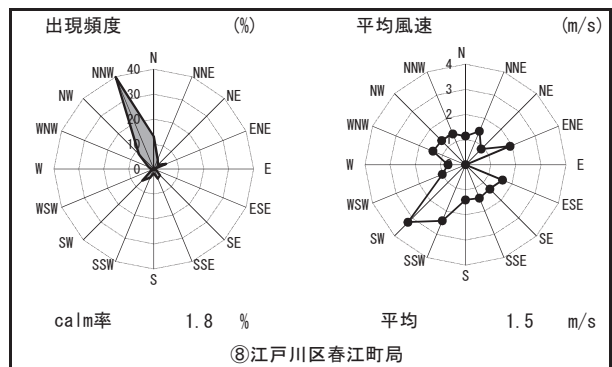 出現頻度 (%)
N
NNE
NE
ENE
E
ESE
SE
SSE
S
SSW
SW
WSW
W
WNW
NW
NNW
40
30
20
10
0
calm率 1.8 %
平均風速 (m/s)
N
NNE
NE
ENE
E
ESE
SE
SSE
S
SSW
SW
WSW
W
WNW
NW
NNW
4
3
2
1
0
平均 1.5 m/s
⑧江戸川区春江町局